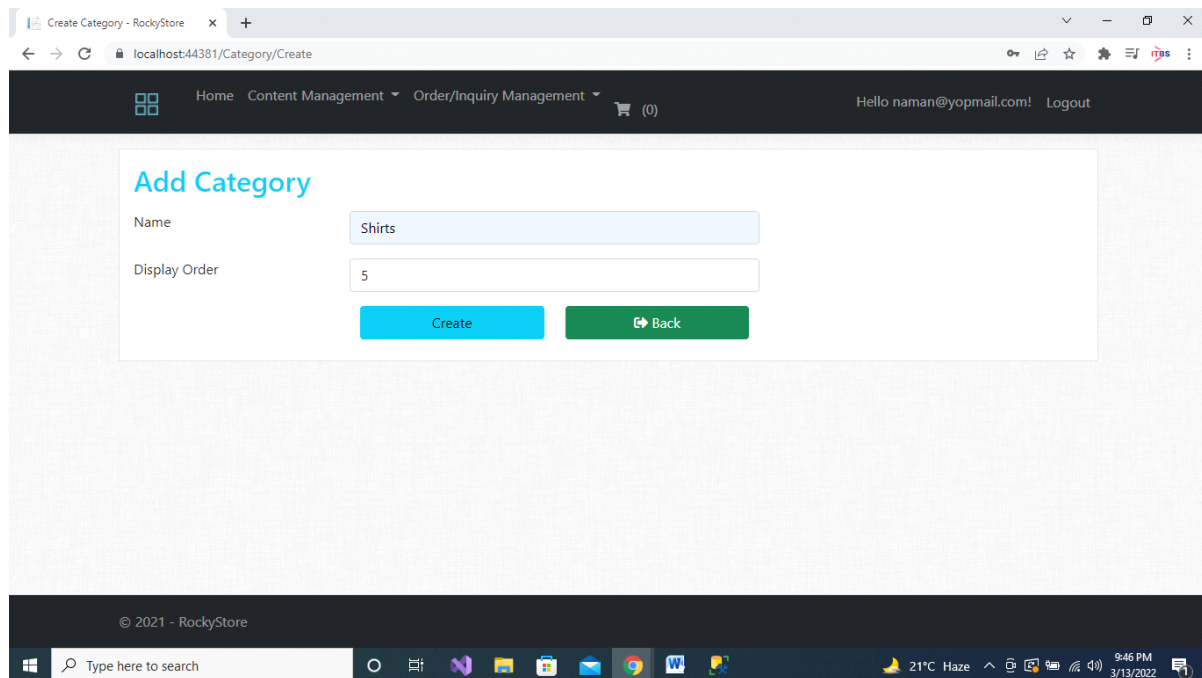 Create Category - RockyStore
localhost:44381/Category/Create
ITBS
Home Content Management Order/Inquiry Management (0) Hello naman@yopmail.com! Logout
Add Category
Name
Shirts
Display Order
5
Create Back
© 2021 - RockyStore
Type here to search
21°C Haze
9:46 PM
3/13/2022
1